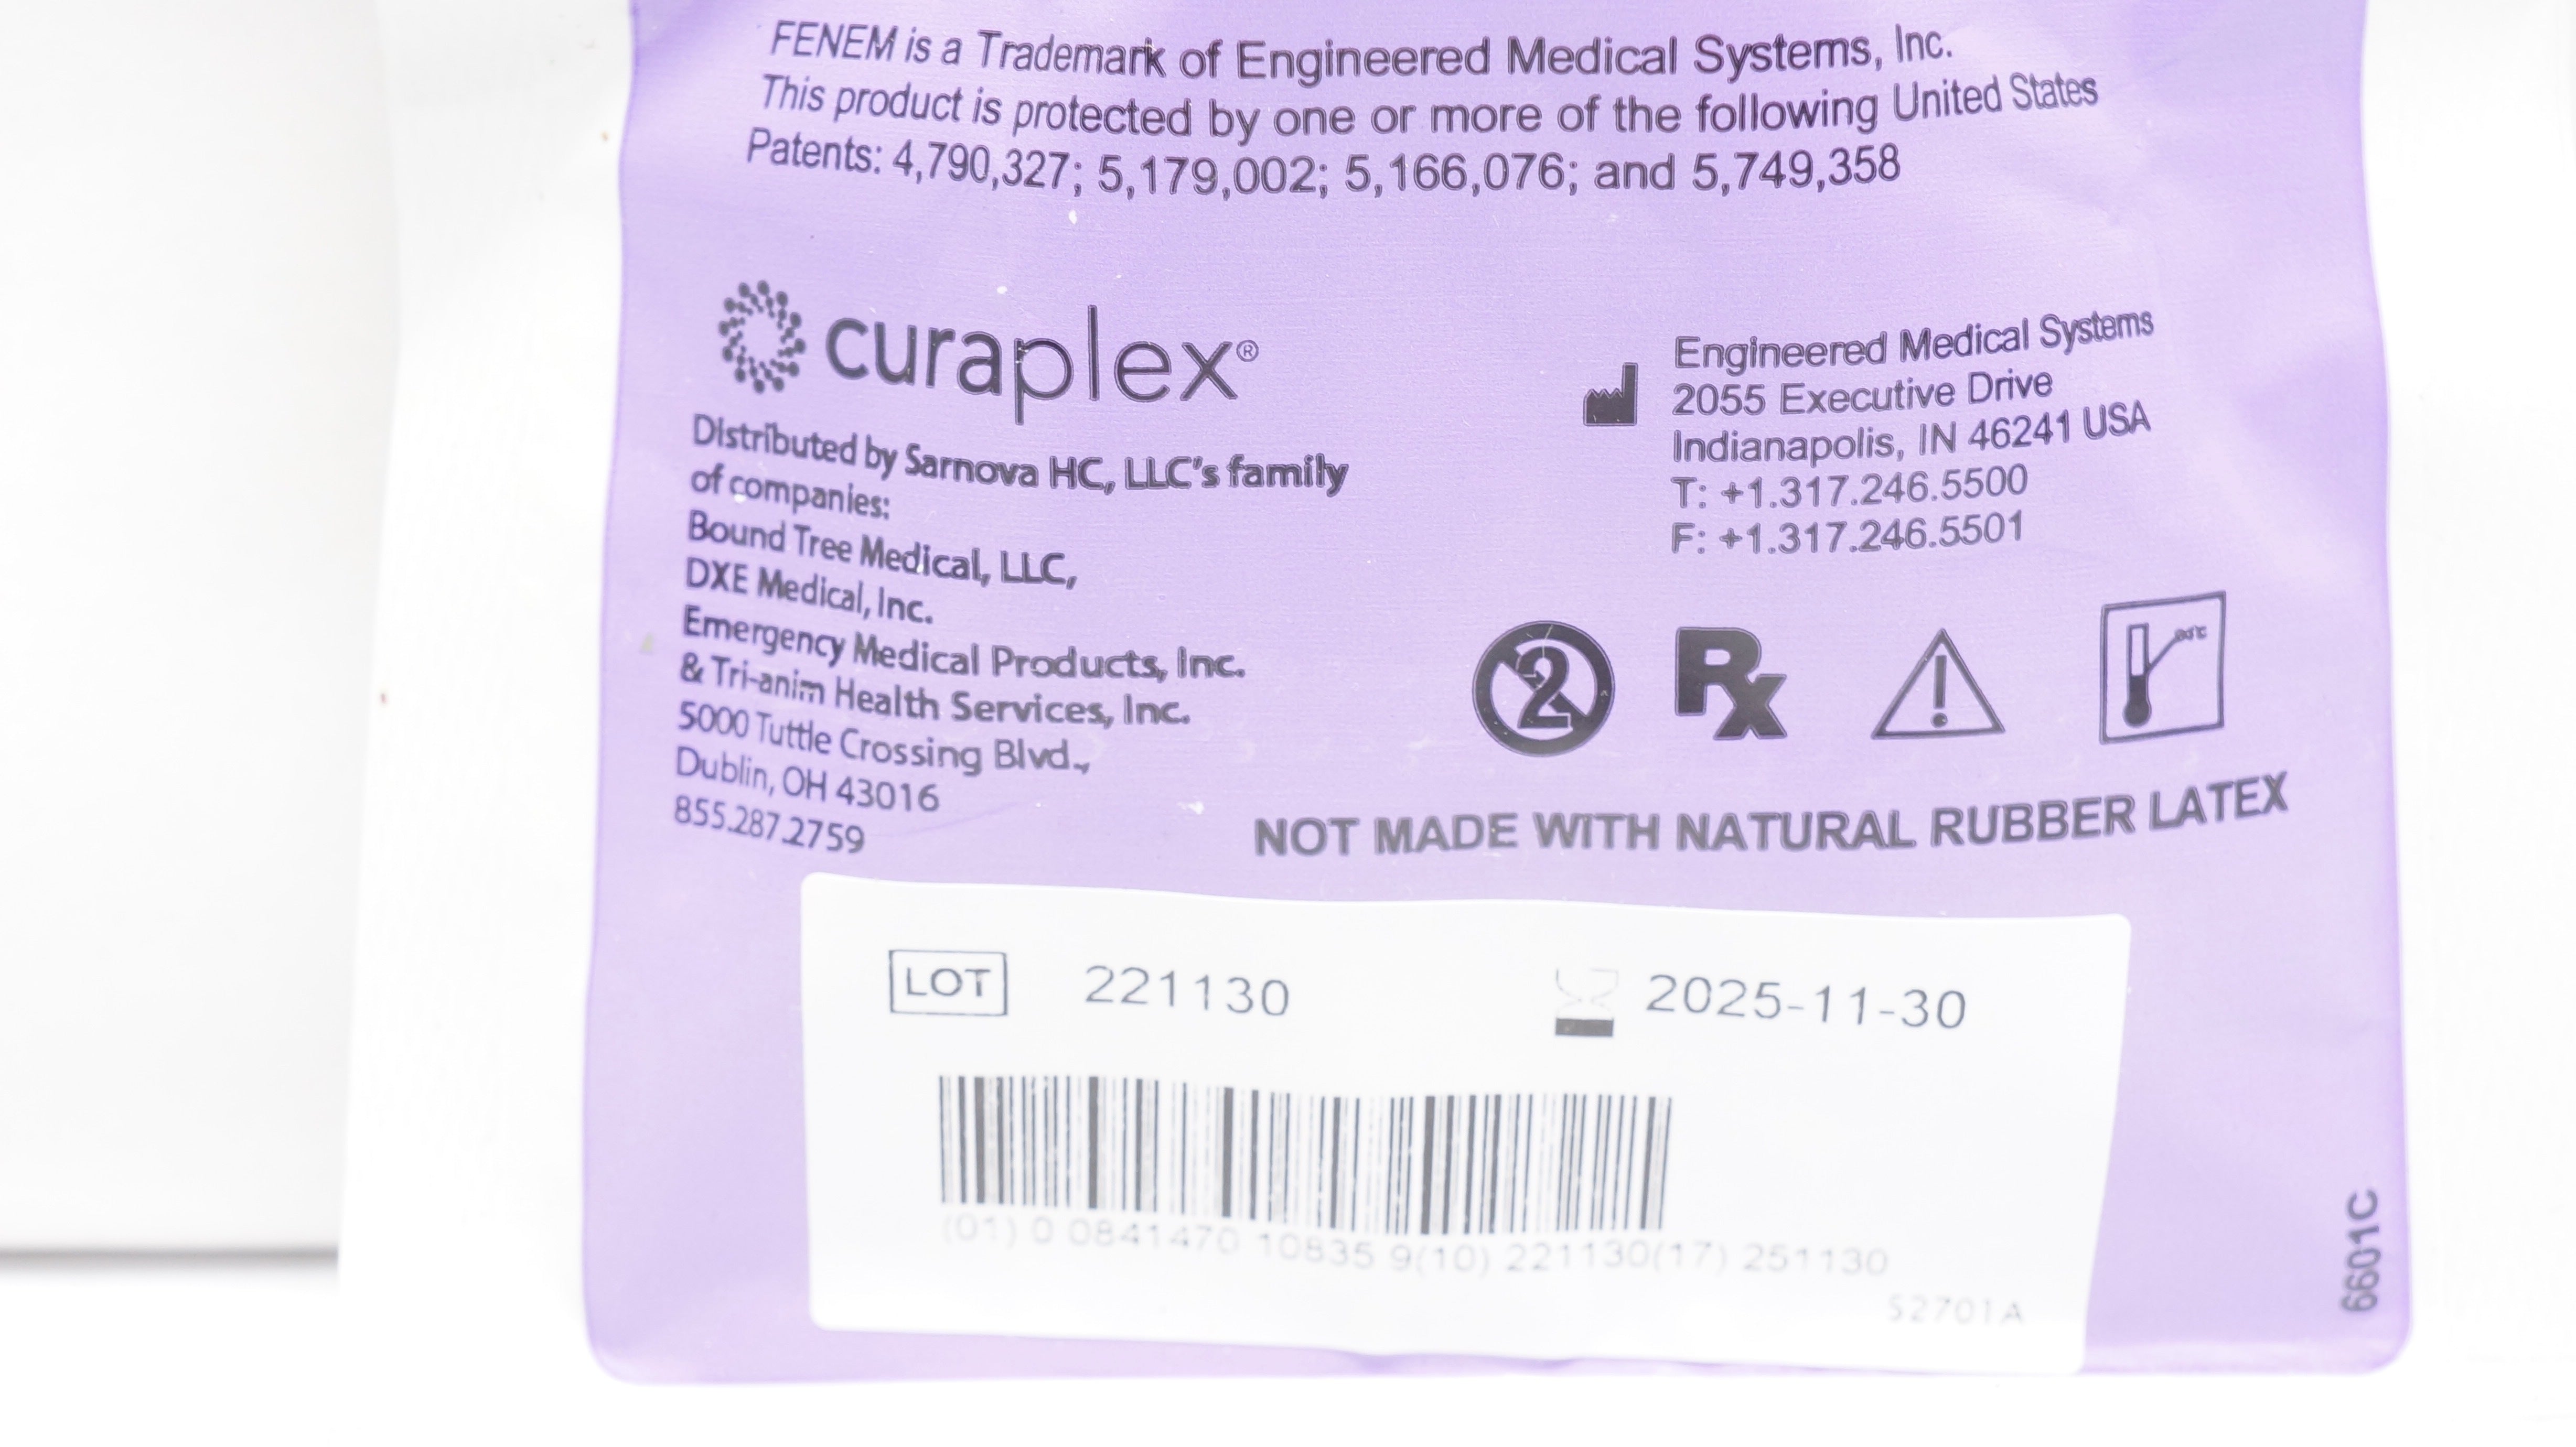 FENEM is a Trademark of Engineered Medical Systems, Inc.
This product is protected by one or more of the following United States
Patents: 4,790,327; 5,179,002; 5,166,076; and 5,749,358
curaplex®
Distributed by Sarnova HC, LLC's family
of companies:
Bound Tree Medical, LLC,
DXE Medical, Inc.
Emergency Medical Products, Inc.
& Tri-anim Health Services, Inc.
5000 Tuttle Crossing Blvd.,
Dublin, OH 43016
855.287.2759
Engineered Medical Systems
2055 Executive Drive
Indianapolis, IN 46241 USA
T: +1.317.246.5500
F: +1.317.246.5501
2
Rx
!
NOT MADE WITH NATURAL RUBBER LATEX
LOT 221130
2025-11-30
(01) 0 0841470 10835 9(10) 221130(17) 251130
52701A
6601C